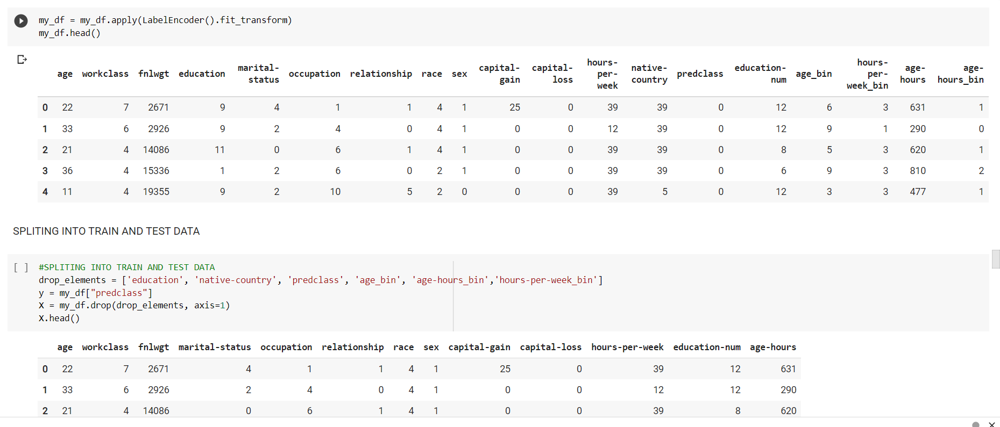 my_df = my_df.apply(LabelEncoder().fit_transform)
my_df.head()
age workclass fnlwgt education marital-status occupation relationship race sex capital-gain capital-loss hours-per-week native-country predclass education-num age_bin hours-per-week_bin age-hours age-hours_bin
0 22 7 2671 9 4 1 1 4 1 25 0 39 39 0 12 6 3 631 1
1 33 6 2926 9 2 4 0 4 1 0 0 12 39 0 12 9 1 290 0
2 21 4 14086 11 0 6 1 4 1 0 0 39 39 0 8 5 3 620 1
3 36 4 15336 1 2 6 0 2 1 0 0 39 39 0 6 9 3 810 2
4 11 4 19355 9 2 10 5 2 0 0 0 39 5 0 12 3 3 477 1
SPLITING INTO TRAIN AND TEST DATA
[ ] #SPLITING INTO TRAIN AND TEST DATA
drop_elements = ['education', 'native-country', 'predclass', 'age_bin', 'age-hours_bin','hours-per-week_bin']
y = my_df["predclass"]
X = my_df.drop(drop_elements, axis=1)
X.head()
age workclass fnlwgt marital-status occupation relationship race sex capital-gain capital-loss hours-per-week education-num age-hours
0 22 7 2671 4 1 1 4 1 25 0 39 12 631
1 33 6 2926 2 4 0 4 1 0 0 12 12 290
2 21 4 14086 0 6 1 4 1 0 0 39 8 620